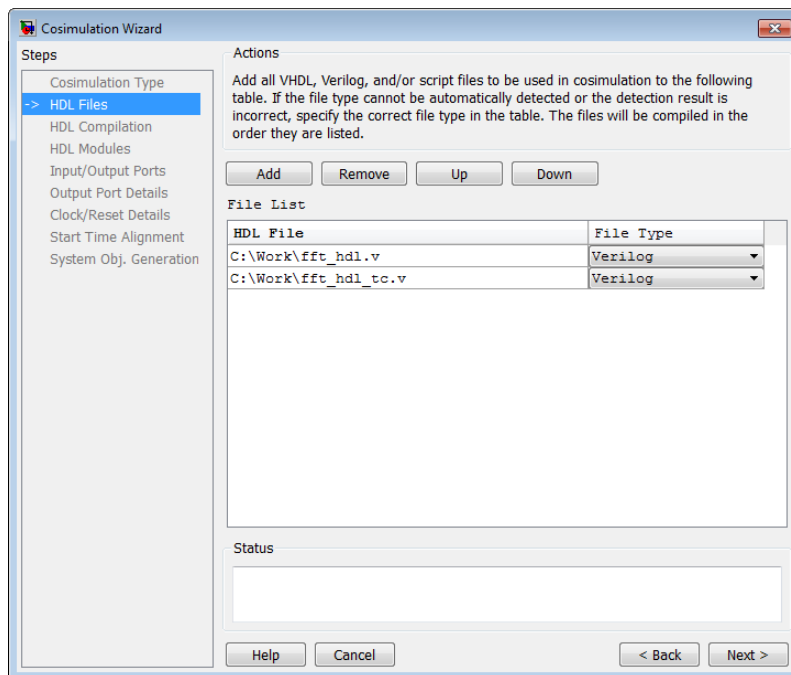 Cosimulation Wizard
Steps
Cosimulation Type
-> HDL Files
HDL Compilation
HDL Modules
Input/Output Ports
Output Port Details
Clock/Reset Details
Start Time Alignment
System Obj. Generation
Actions
Add all VHDL, Verilog, and/or script files to be used in cosimulation to the following
table. If the file type cannot be automatically detected or the detection result is
incorrect, specify the correct file type in the table. The files will be compiled in the
order they are listed.
Add Remove Up Down
File List
HDL File File Type
C:\Work\fft_hdl.v Verilog
C:\Work\fft_hdl_tc.v Verilog
Status
Help Cancel < Back Next >